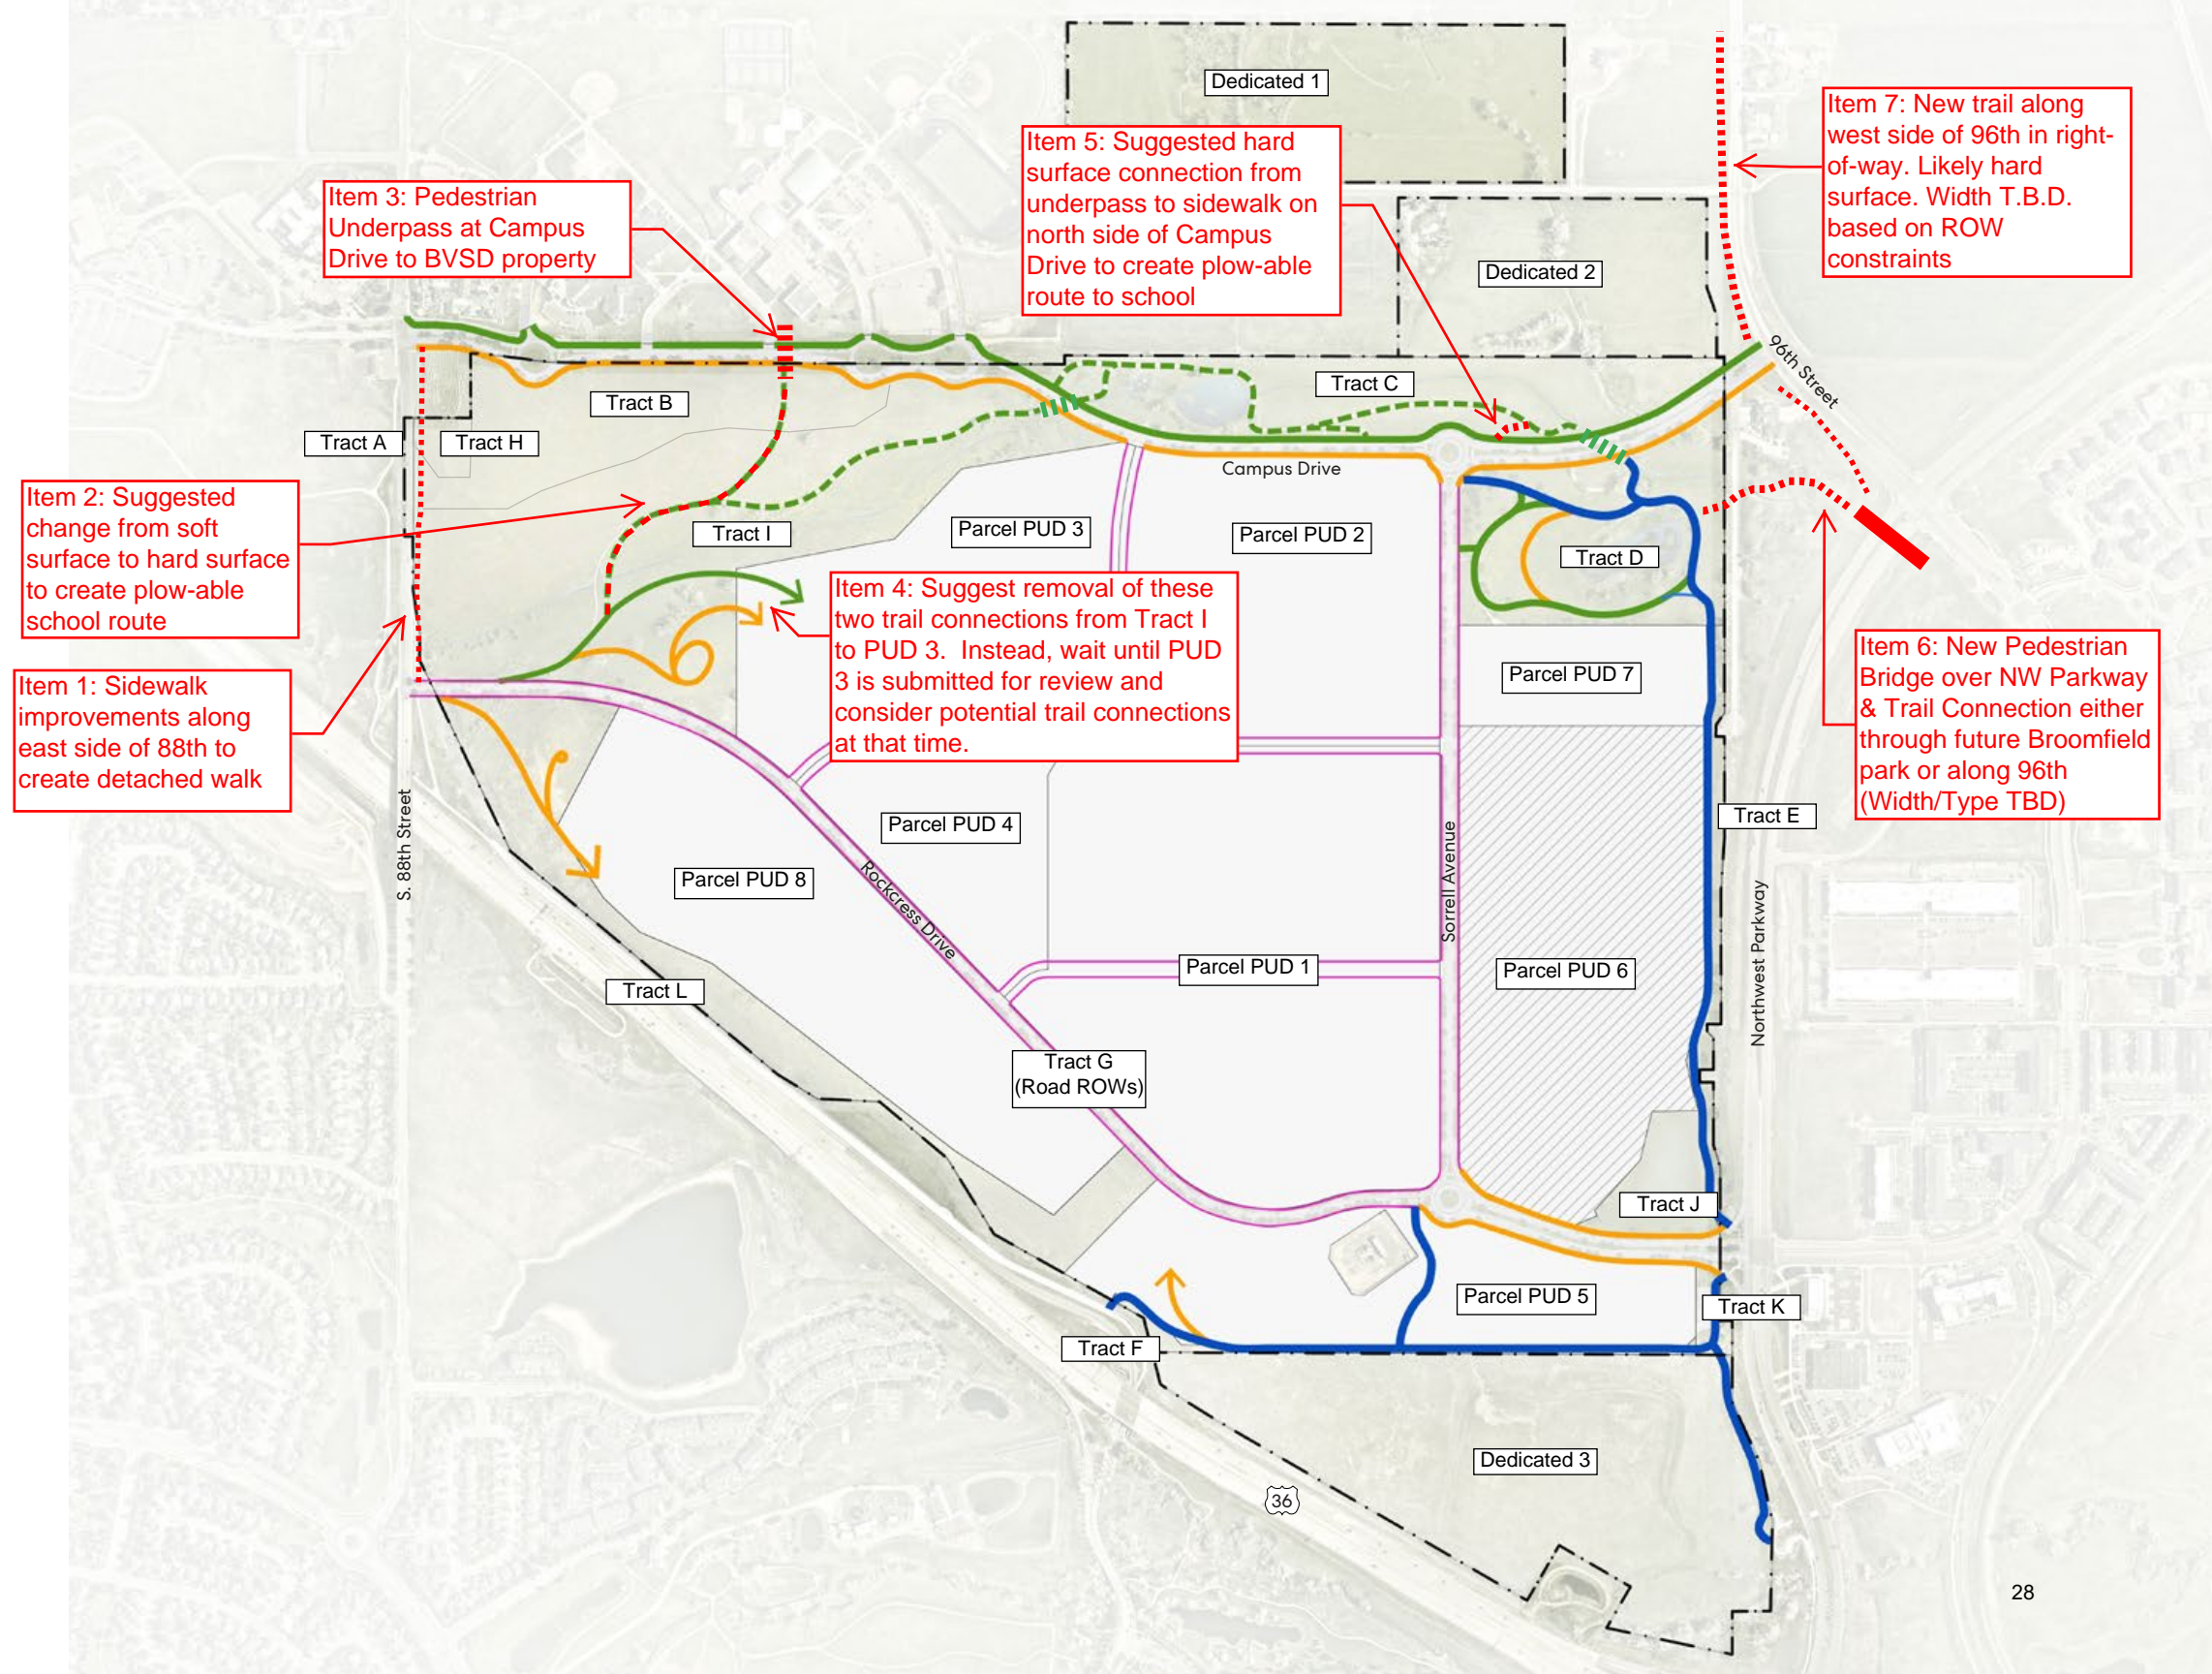 Dedicated 1
Item 7: New trail along
west side of 96th in right-
of-way. Likely hard
surface. Width T.B.D.
based on ROW
constraints
Item 5: Suggested hard
surface connection from
underpass to sidewalk on
north side of Campus
Drive to create plow-able
route to school
Item 3: Pedestrian
Underpass at Campus
Drive to BVSD property
Dedicated 2
96th Street
Tract C
Tract B
Tract A
Tract H
Campus Drive
Item 2: Suggested
change from soft
surface to hard surface
to create plow-able
school route
Tract I
Parcel PUD 3
Parcel PUD 2
Tract D
Item 4: Suggest removal of these
two trail connections from Tract I
to PUD 3.  Instead, wait until PUD
3 is submitted for review and
consider potential trail connections
at that time.
Item 6: New Pedestrian
Bridge over NW Parkway
& Trail Connection either
through future Broomfield
park or along 96th
(Width/Type TBD)
Item 1: Sidewalk
improvements along
east side of 88th to
create detached walk
Parcel PUD 7
S. 88th Street
Parcel PUD 4
Tract E
Parcel PUD 8
Rockcress Drive
Sorrell Avenue
Northwest Parkway
Tract L
Parcel PUD 1
Parcel PUD 6
Tract G
(Road ROWs)
Tract J
Parcel PUD 5
Tract K
Tract F
Dedicated 3
36
28